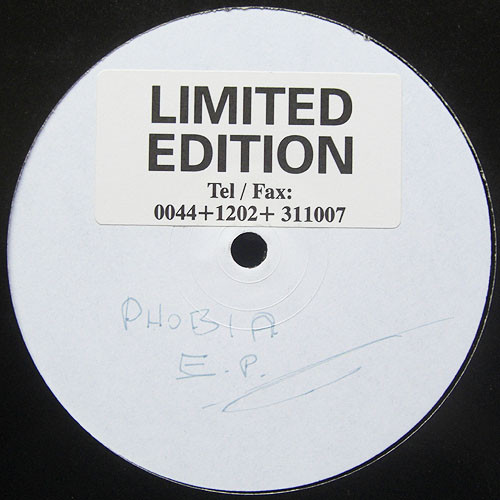 LIMITED
EDITION
Tel / Fax:
0044+1202+ 311007
PHOBIA
E.P.